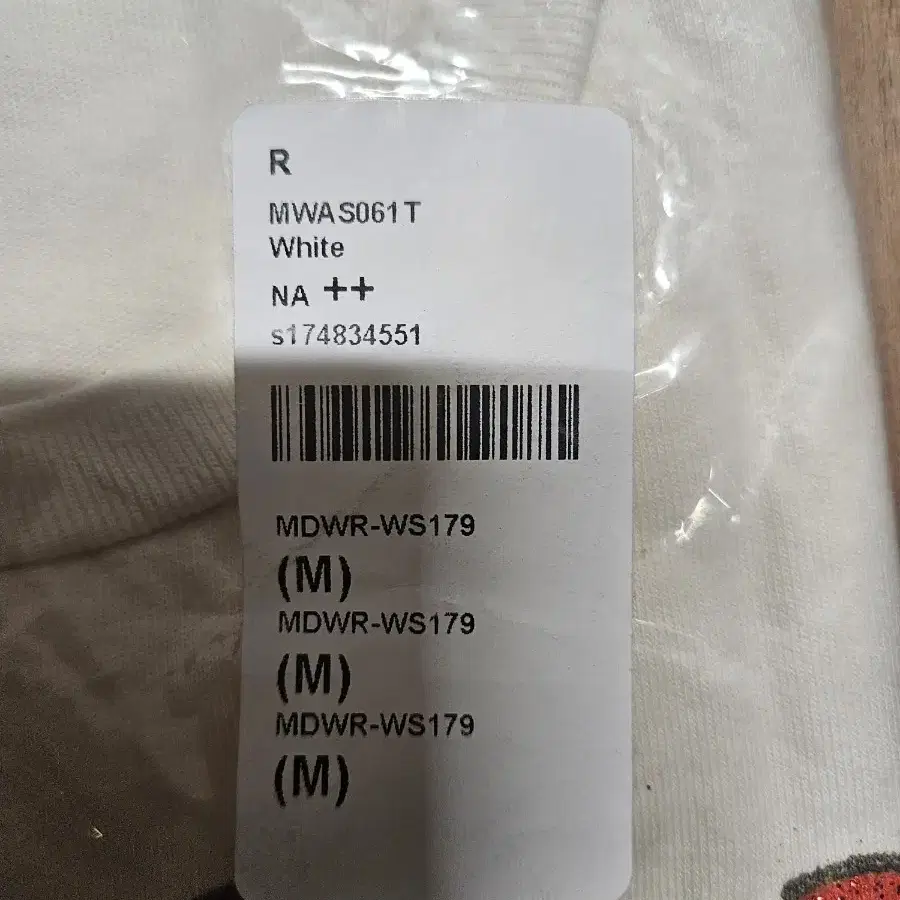 R
MWAS061T
White
NA ++
s174834551
MDWR-WS179
(M)
MDWR-WS179
(M)
MDWR-WS179
(M)